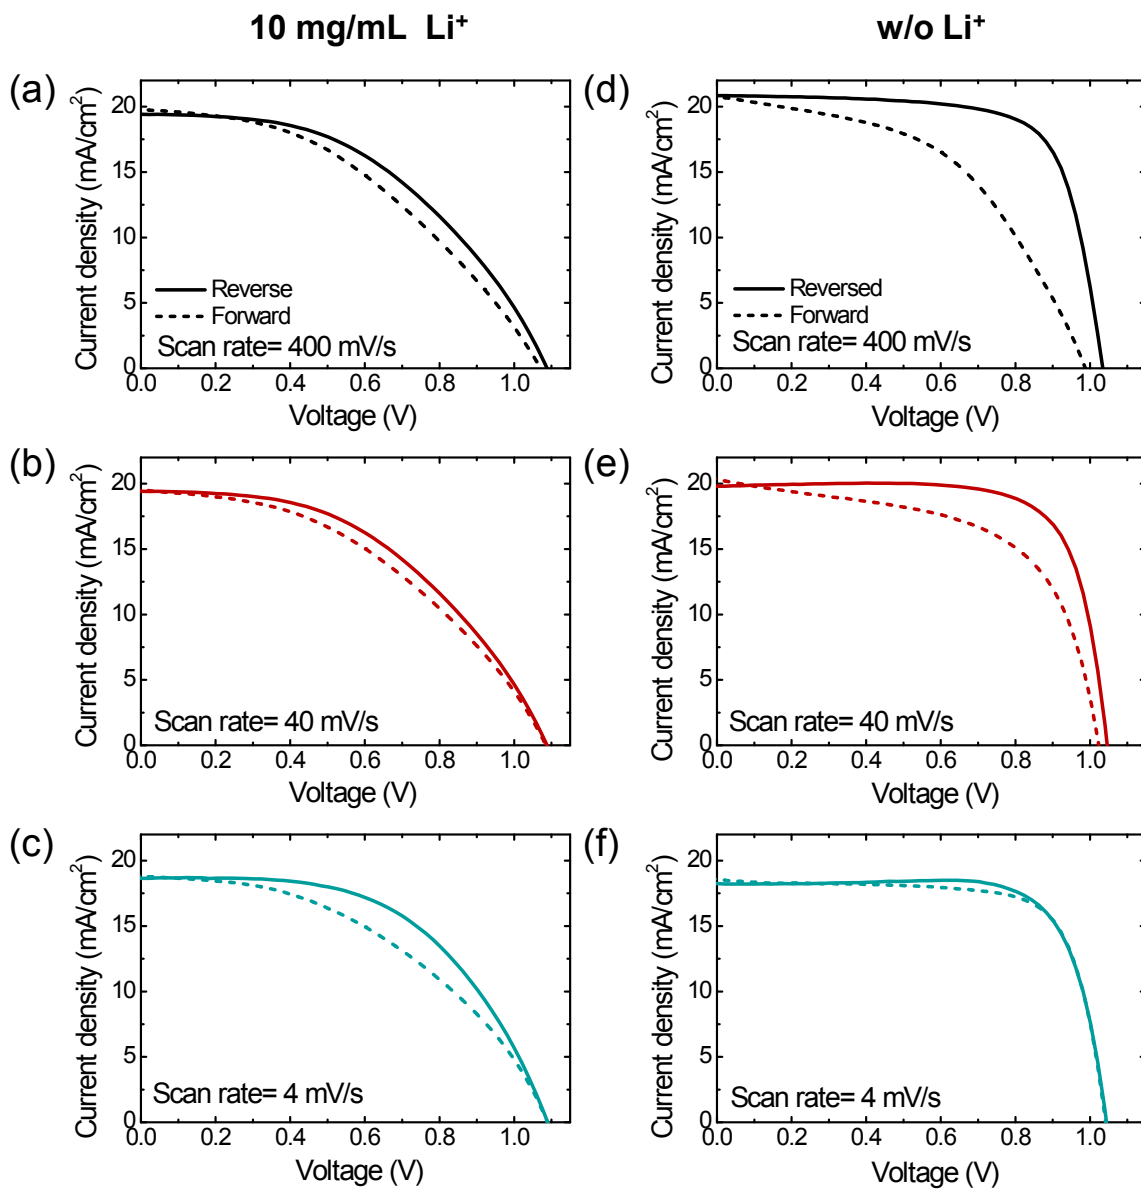 10 mg/mL Li⁺
w/o Li⁺
(a)
Current density (mA/cm²)
20
15
10
5
0
Reverse
Forward
Scan rate= 400 mV/s
0.0 0.2 0.4 0.6 0.8 1.0
Voltage (V)
(d)
Current density (mA/cm²)
20
15
10
5
0
Reversed
Forward
Scan rate= 400 mV/s
0.0 0.2 0.4 0.6 0.8 1.0
Voltage (V)
(b)
Current density (mA/cm²)
20
15
10
5
0
Scan rate= 40 mV/s
0.0 0.2 0.4 0.6 0.8 1.0
Voltage (V)
(e)
Current density (mA/cm²)
20
15
10
5
0
Scan rate= 40 mV/s
0.0 0.2 0.4 0.6 0.8 1.0
Voltage (V)
(c)
Current density (mA/cm²)
20
15
10
5
0
Scan rate= 4 mV/s
0.0 0.2 0.4 0.6 0.8 1.0
Voltage (V)
(f)
Current density (mA/cm²)
20
15
10
5
0
Scan rate= 4 mV/s
0.0 0.2 0.4 0.6 0.8 1.0
Voltage (V)